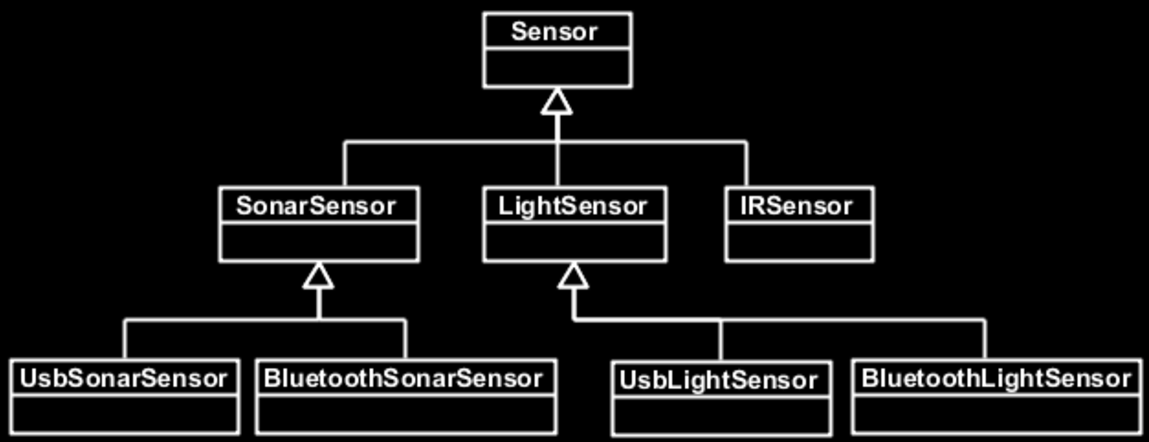 Sensor
SonarSensor
LightSensor
IRSensor
UsbSonarSensor
BluetoothSonarSensor
UsbLightSensor
BluetoothLightSensor